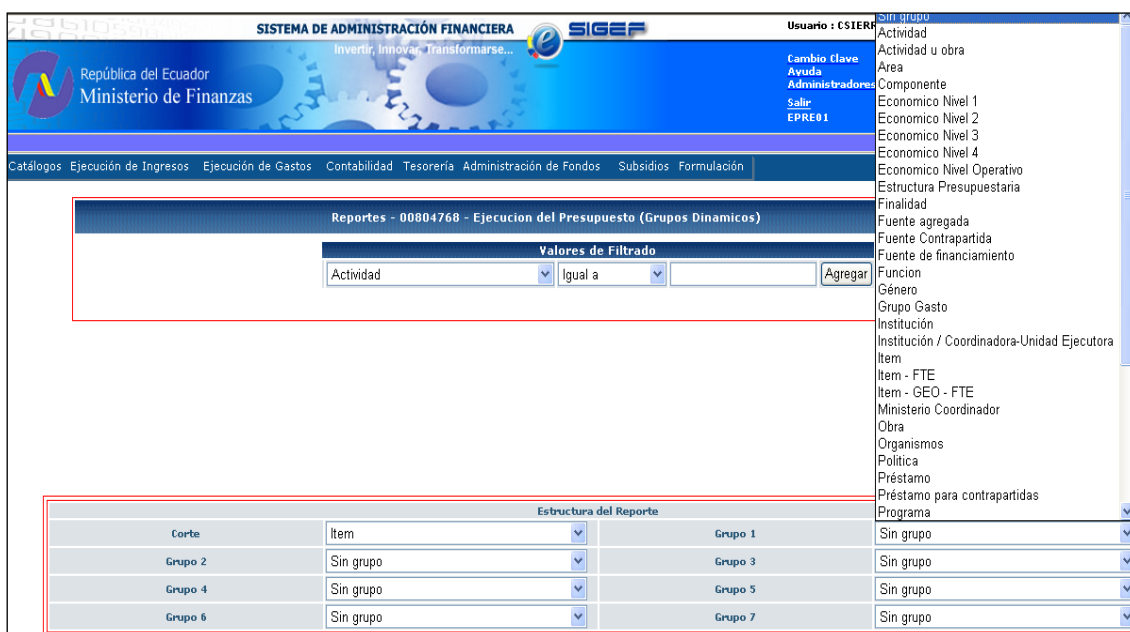 SISTEMA DE ADMINISTRACIÓN FINANCIERA
e SIGEF
Usuario : CSIERR
Invertir, Innovar, Transformarse...
República del Ecuador
Ministerio de Finanzas
Cambio Clave
Ayuda
Administradores
Salir
EPRE01
Catálogos Ejecución de Ingresos Ejecución de Gastos Contabilidad Tesorería Administración de Fondos Subsidios Formulación
Reportes - 00804768 - Ejecucion del Presupuesto (Grupos Dinamicos)
Valores de Filtrado
Actividad Igual a Agregar
Sin grupo
Actividad
Actividad u obra
Area
Componente
Economico Nivel 1
Economico Nivel 2
Economico Nivel 3
Economico Nivel 4
Economico Nivel Operativo
Estructura Presupuestaria
Finalidad
Fuente agregada
Fuente Contrapartida
Fuente de financiamiento
Funcion
Género
Grupo Gasto
Institución
Institución / Coordinadora-Unidad Ejecutora
Item
Item - FTE
Item - GEO - FTE
Ministerio Coordinador
Obra
Organismos
Politica
Préstamo
Préstamo para contrapartidas
Programa
Estructura del Reporte
Corte Item Grupo 1 Sin grupo
Grupo 2 Sin grupo Grupo 3 Sin grupo
Grupo 4 Sin grupo Grupo 5 Sin grupo
Grupo 6 Sin grupo Grupo 7 Sin grupo